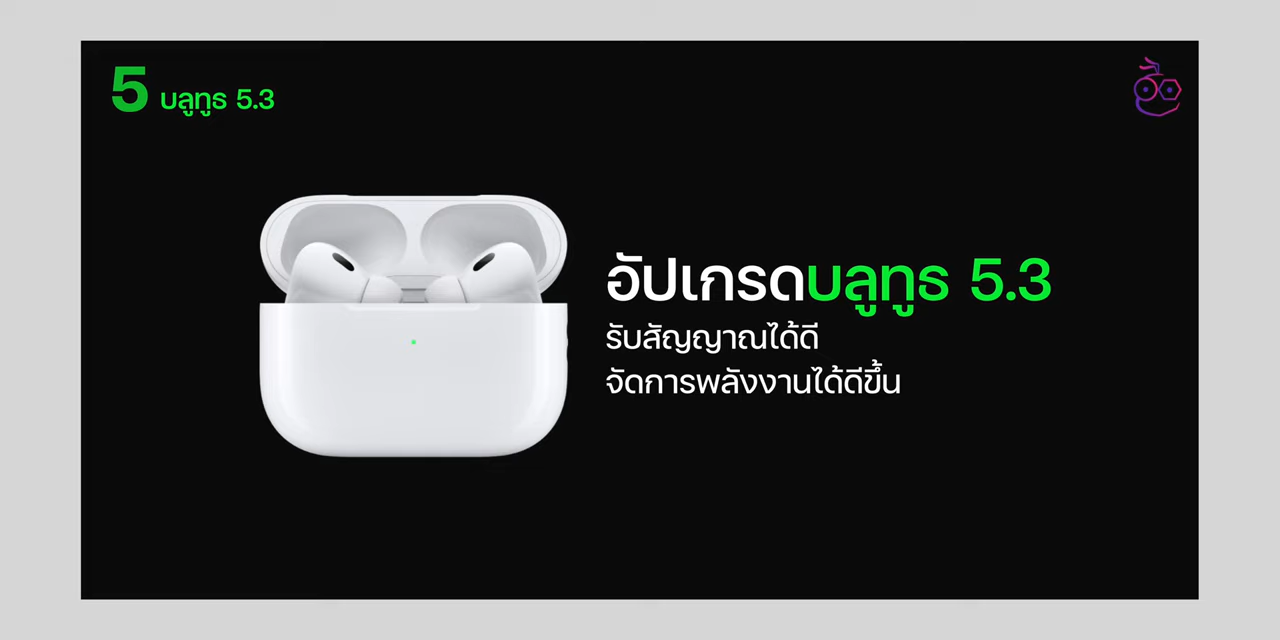 5 บลูทูธ 5.3
อัปเกรดบลูทูธ 5.3
รับสัญญาณได้ดี
จัดการพลังงานได้ดีขึ้น